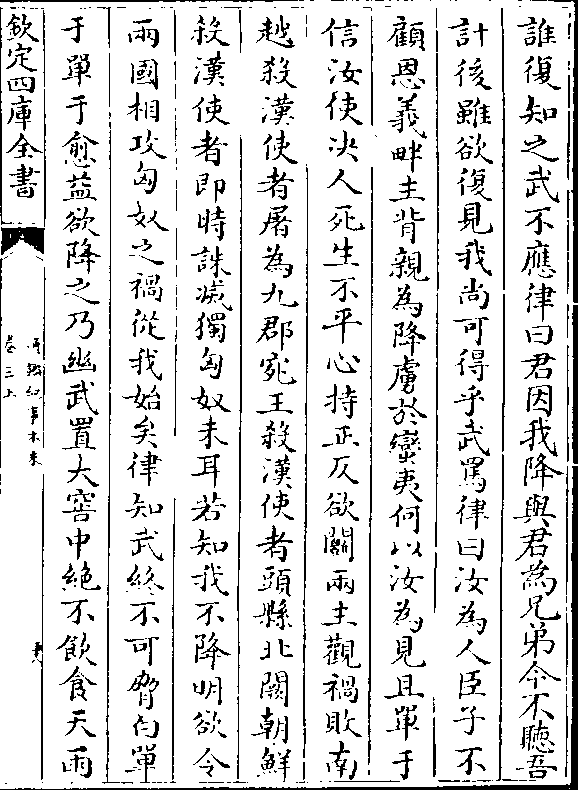 誰復知之武不應律曰君因我降與君為兄弟今不聽吾
計後雖欲復見我尚可得乎武罵律曰汝為人臣子不
顧恩義畔主背親為降虜於蠻夷何以汝為見且單于
信汝使决人死生不平心持正反欲鬭兩主觀禍敗南
越殺漢使者屠為九郡宛王殺漢使者頭縣北闕朝鮮
殺漢使者即時誅滅獨匈奴未耳若知我不降明欲令
兩國相攻匈奴之禍從我始矣律知武終不可脅白單
于單于愈益欲降之乃幽武置大窖中絶不飲食天雨
欽定四庫全書
通鑑紀事本末
卷三上